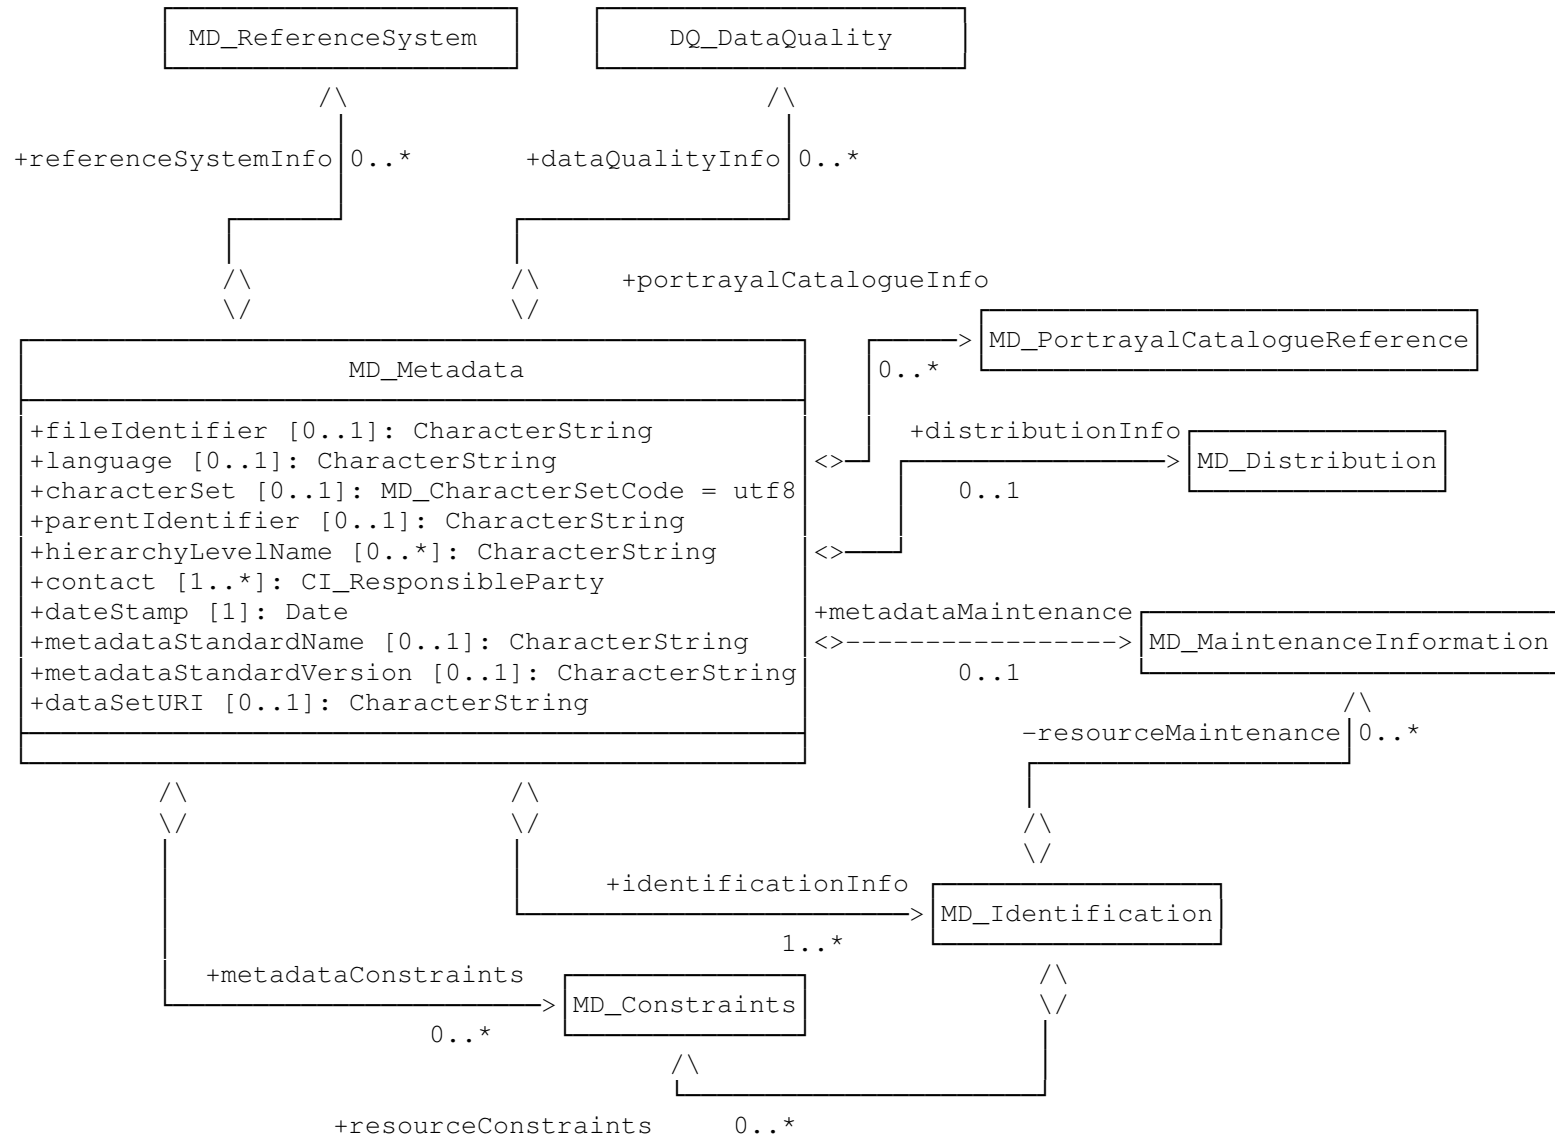 MD_ReferenceSystem DQ_DataQuality
+referenceSystemInfo 0..* +dataQualityInfo 0..*
+portrayalCatalogueInfo
MD_PortrayalCatalogueReference
MD_Metadata 0..*
+fileIdentifier [0..1]: CharacterString +distributionInfo
+language [0..1]: CharacterString MD_Distribution
+characterSet [0..1]: MD_CharacterSetCode = utf8 0..1
+parentIdentifier [0..1]: CharacterString
+hierarchyLevelName [0..*]: CharacterString
+contact [1..*]: CI_ResponsibleParty
+dateStamp [1]: Date +metadataMaintenance
+metadataStandardName [0..1]: CharacterString MD_MaintenanceInformation
+metadataStandardVersion [0..1]: CharacterString 0..1
+dataSetURI [0..1]: CharacterString
-resourceMaintenance 0..*
+identificationInfo
MD_Identification
1..*
+metadataConstraints
MD_Constraints
0..*
+resourceConstraints 0..*